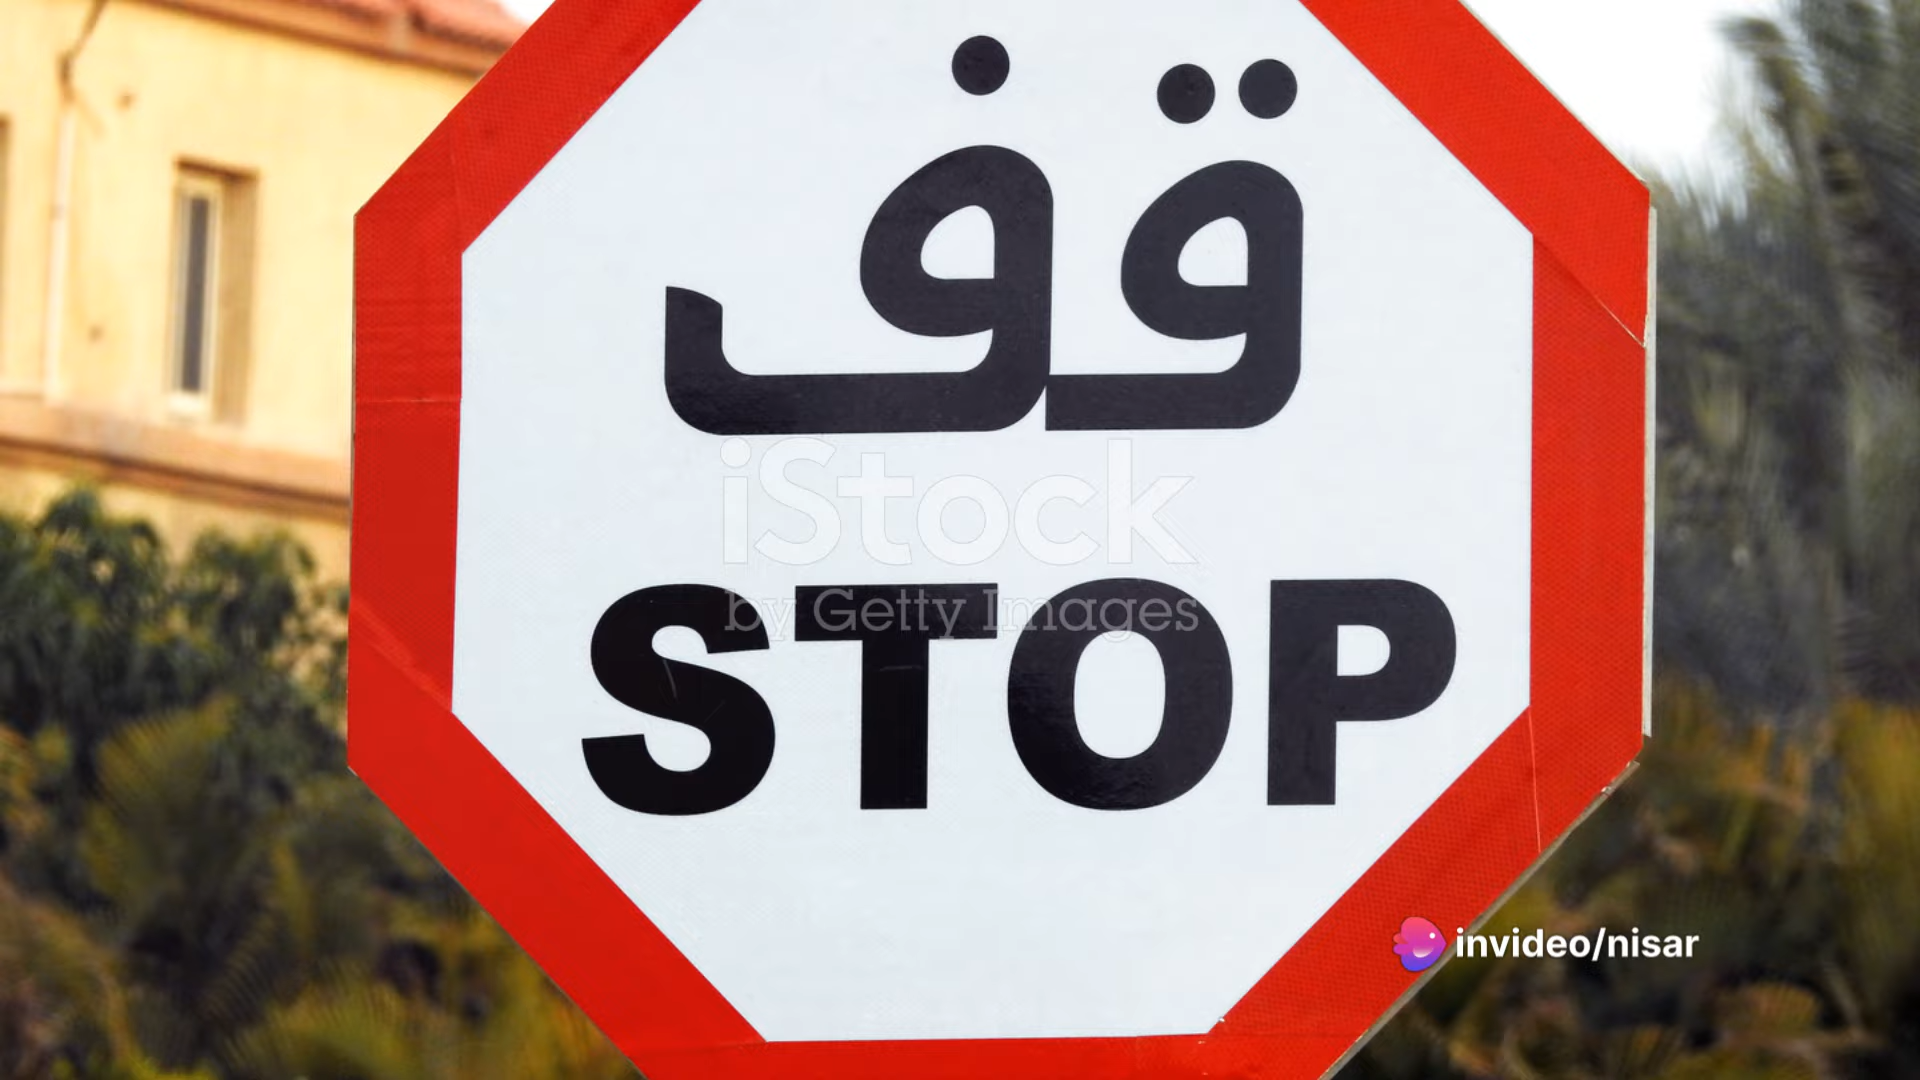 قف
iStock
by Getty Images
STOP
invideo/nisar